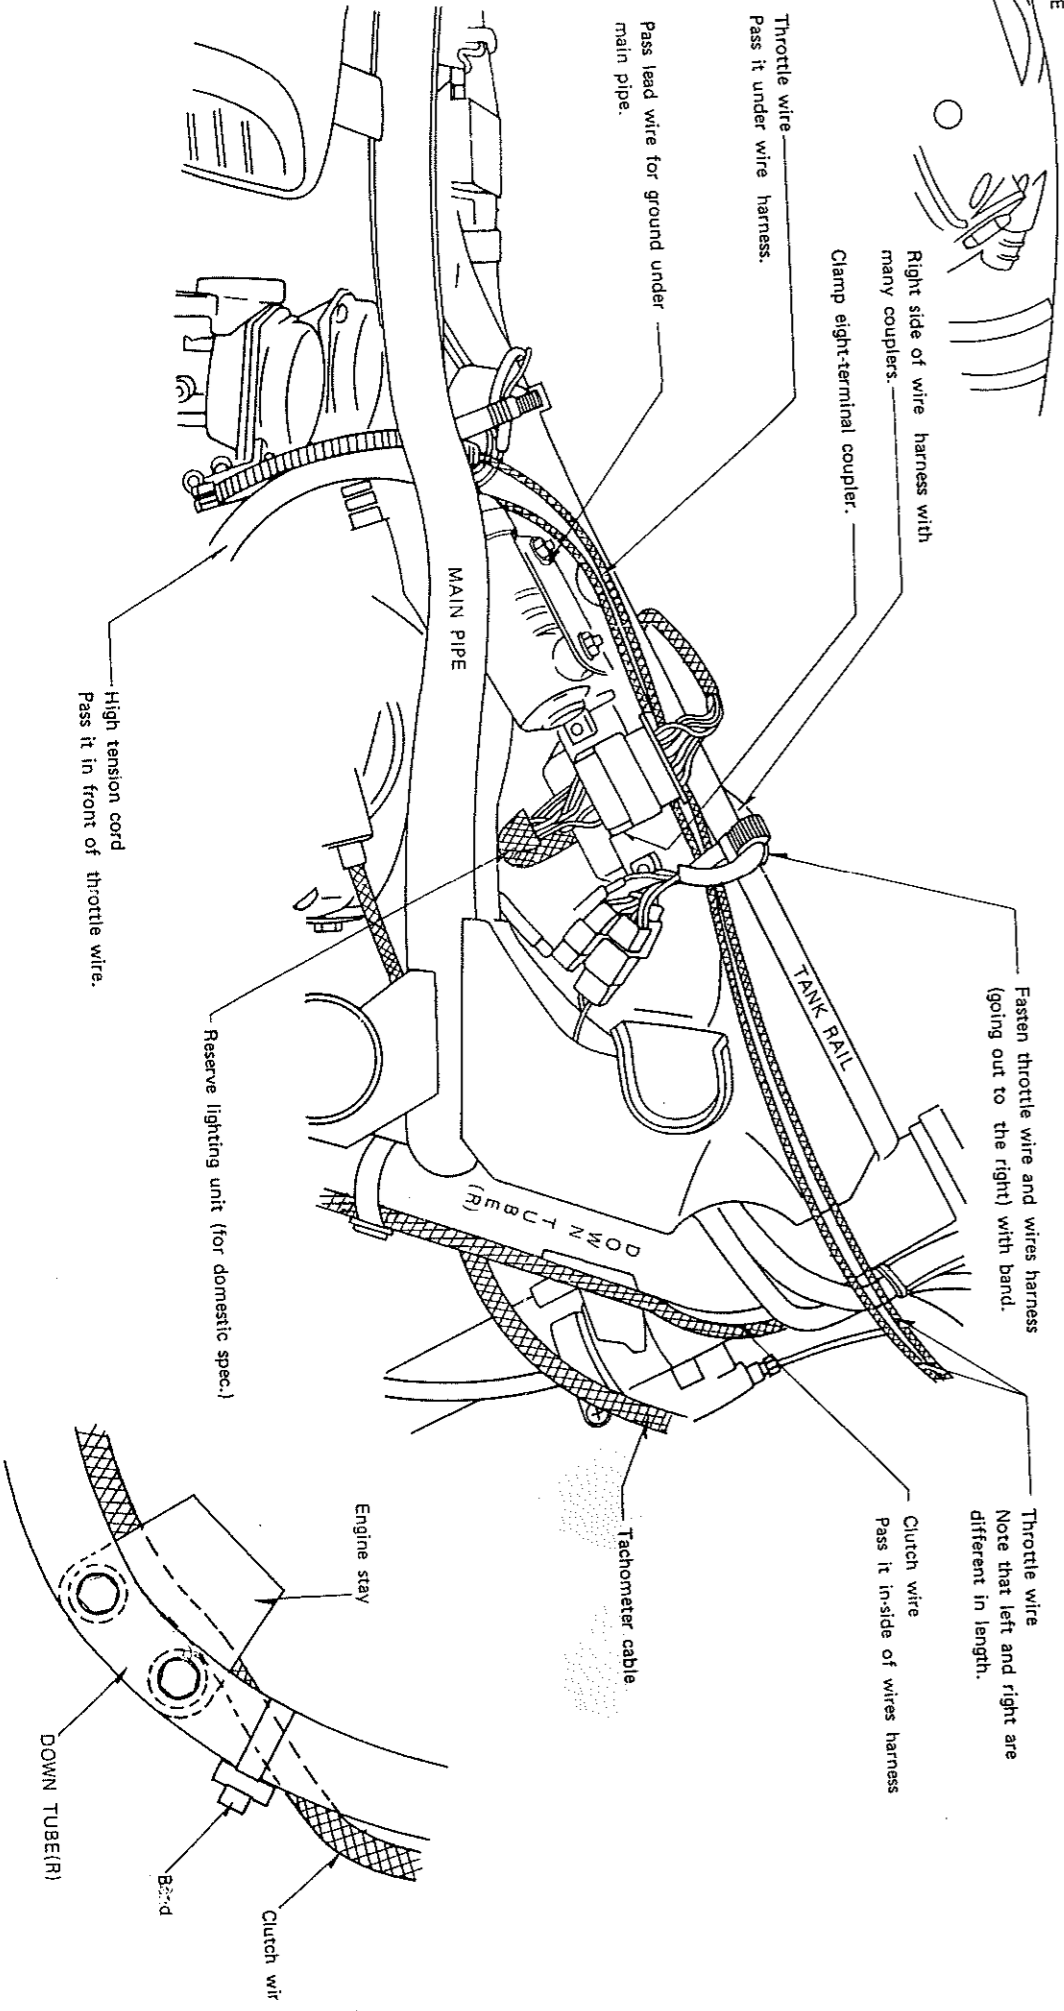 E
Throttle wire
Pass it under wire harness.
Pass lead wire for ground under
main pipe.
Right side of wire harness with
many couplers.
Clamp eight-terminal coupler.
Fasten throttle wire and wires harness
(going out to the right) with band.
Throttle wire
Note that left and right are
different in length.
Clutch wire
Pass it in-side of wires harness
Tachometer cable
MAIN PIPE
TANK RAIL
DOWN TUBE
(R)
High tension cord
Pass it in front of throttle wire.
Reserve lighting unit (for domestic spec.)
Engine stay
DOWN TUBE(R)
Band
Clutch wir